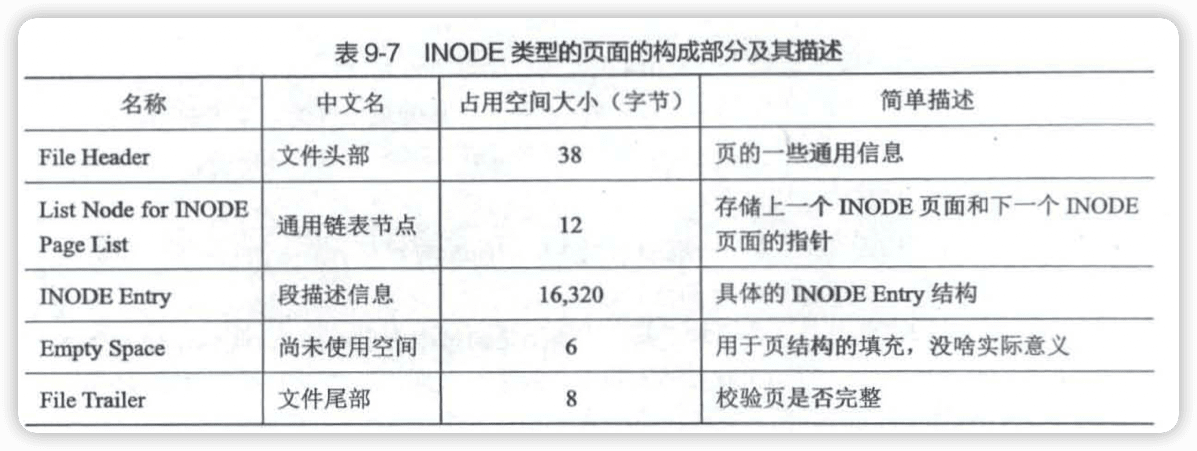 表 9-7 INODE 类型的页面的构成部分及其描述
名称 中文名 占用空间大小（字节） 简单描述
File Header 文件头部 38 页的一些通用信息
List Node for INODE
Page List
通用链表节点 12
存储上一个 INODE 页面和下一个 INODE
页面的指针
INODE Entry 段描述信息 16,320 具体的 INODE Entry 结构
Empty Space 尚未使用空间 6 用于页结构的填充，没啥实际意义
File Trailer 文件尾部 8 校验页是否完整